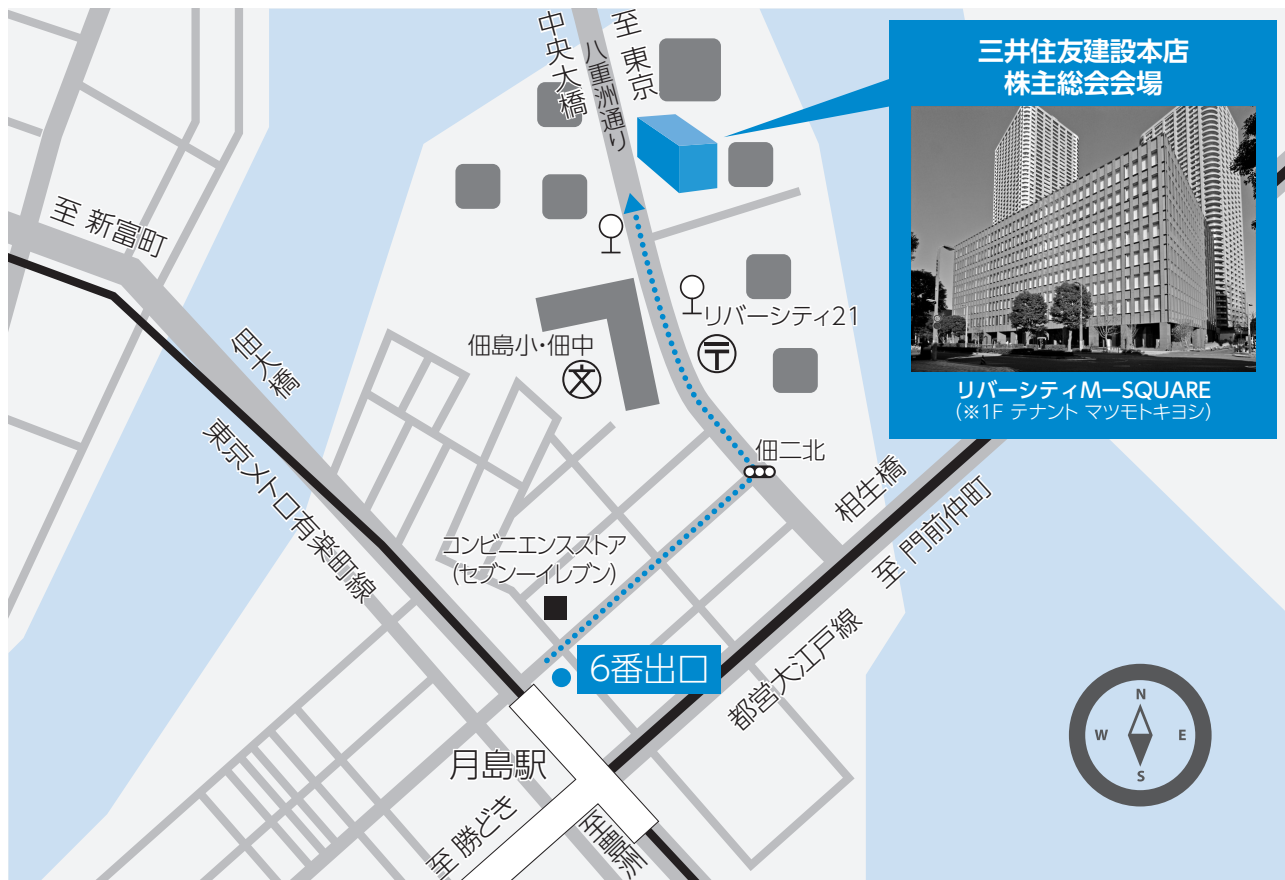 中央大橋
八重洲通り
至 東京
三井住友建設本店
株主総会会場
リバーシティM－SQUARE
(※1F テナント マツモトキヨシ)
至 新富町
佃大橋
リバーシティ21
佃島小・佃中
文
〒
東京メトロ有楽町線
佃二北
相生橋
至 門前仲町
コンビニエンスストア
(セブン－イレブン)
6番出口
都営大江戸線
月島駅
至 勝どき
至 豊洲
N
W
E
S